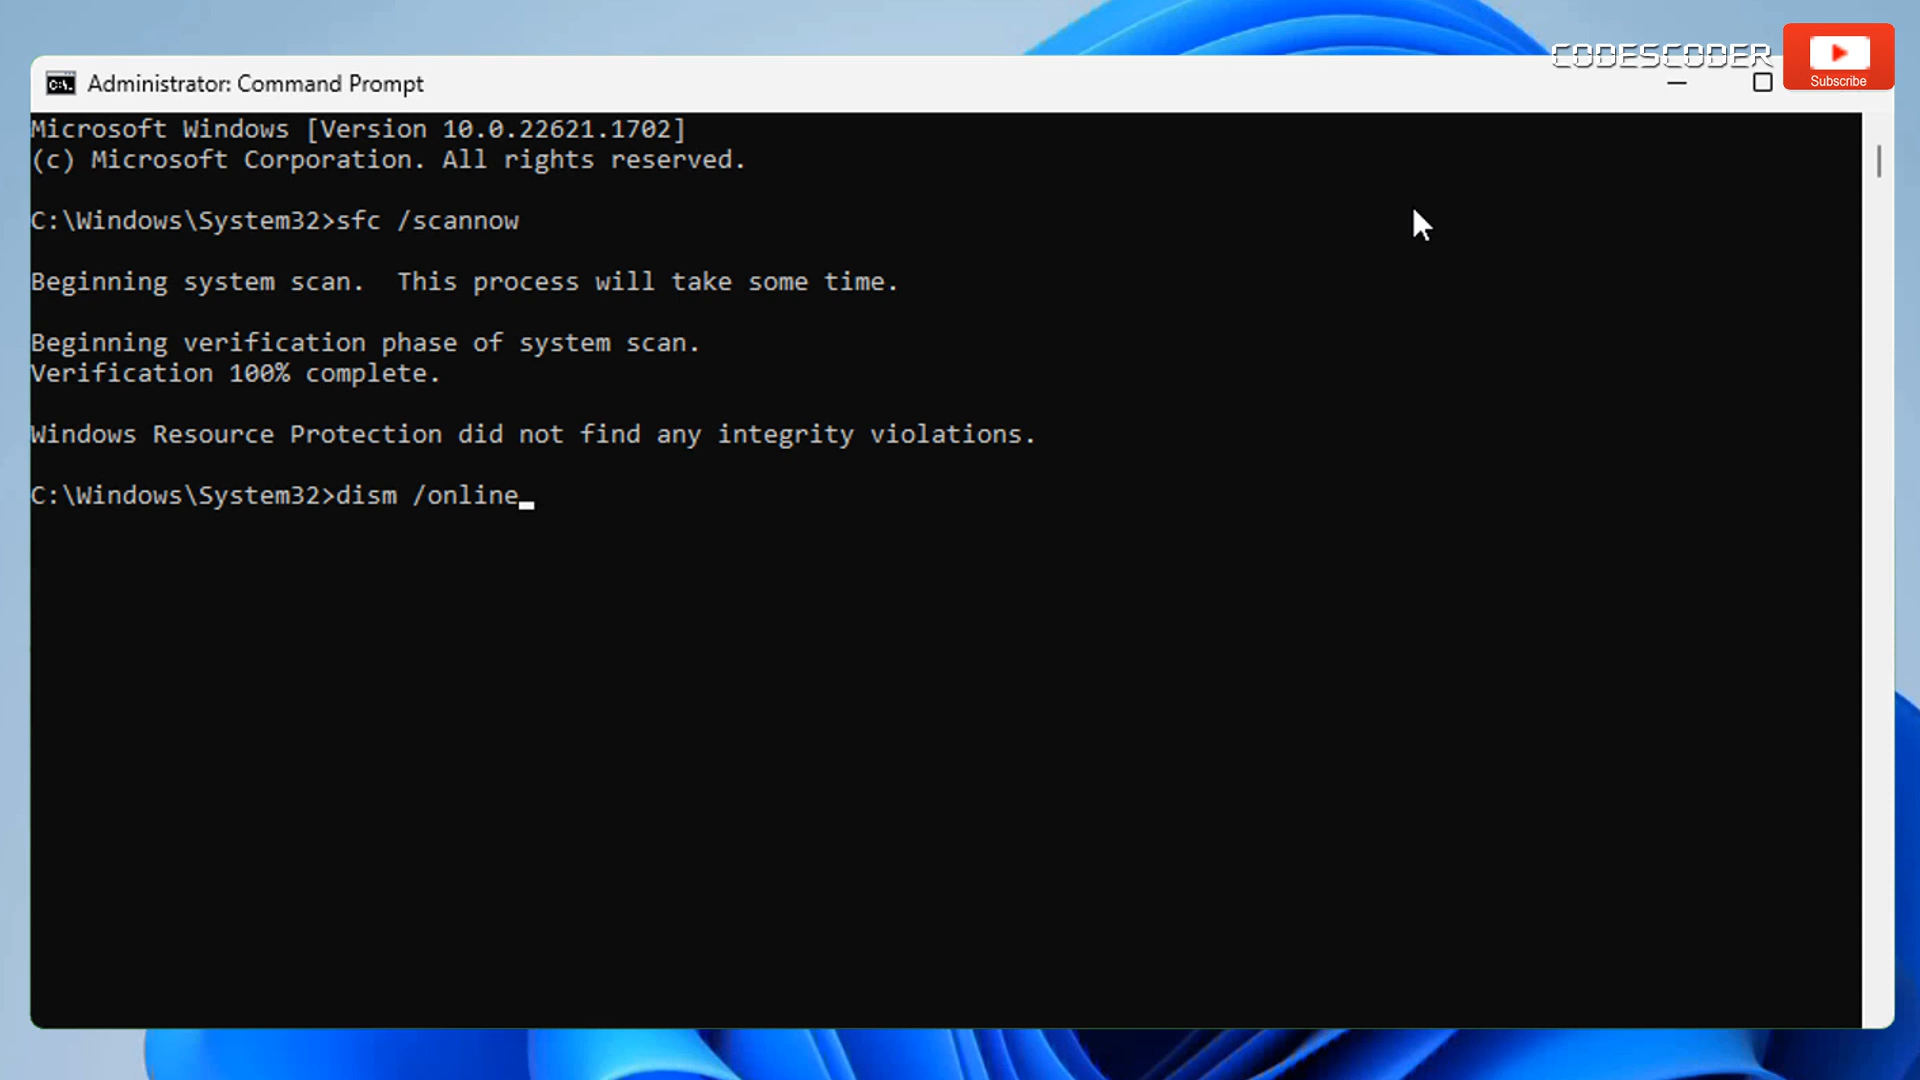 CODESCODER
Subscribe
Administrator: Command Prompt
Microsoft Windows [Version 10.0.22621.1702]
(c) Microsoft Corporation. All rights reserved.
C:\Windows\System32>sfc /scannow
Beginning system scan.  This process will take some time.
Beginning verification phase of system scan.
Verification 100% complete.
Windows Resource Protection did not find any integrity violations.
C:\Windows\System32>dism /online